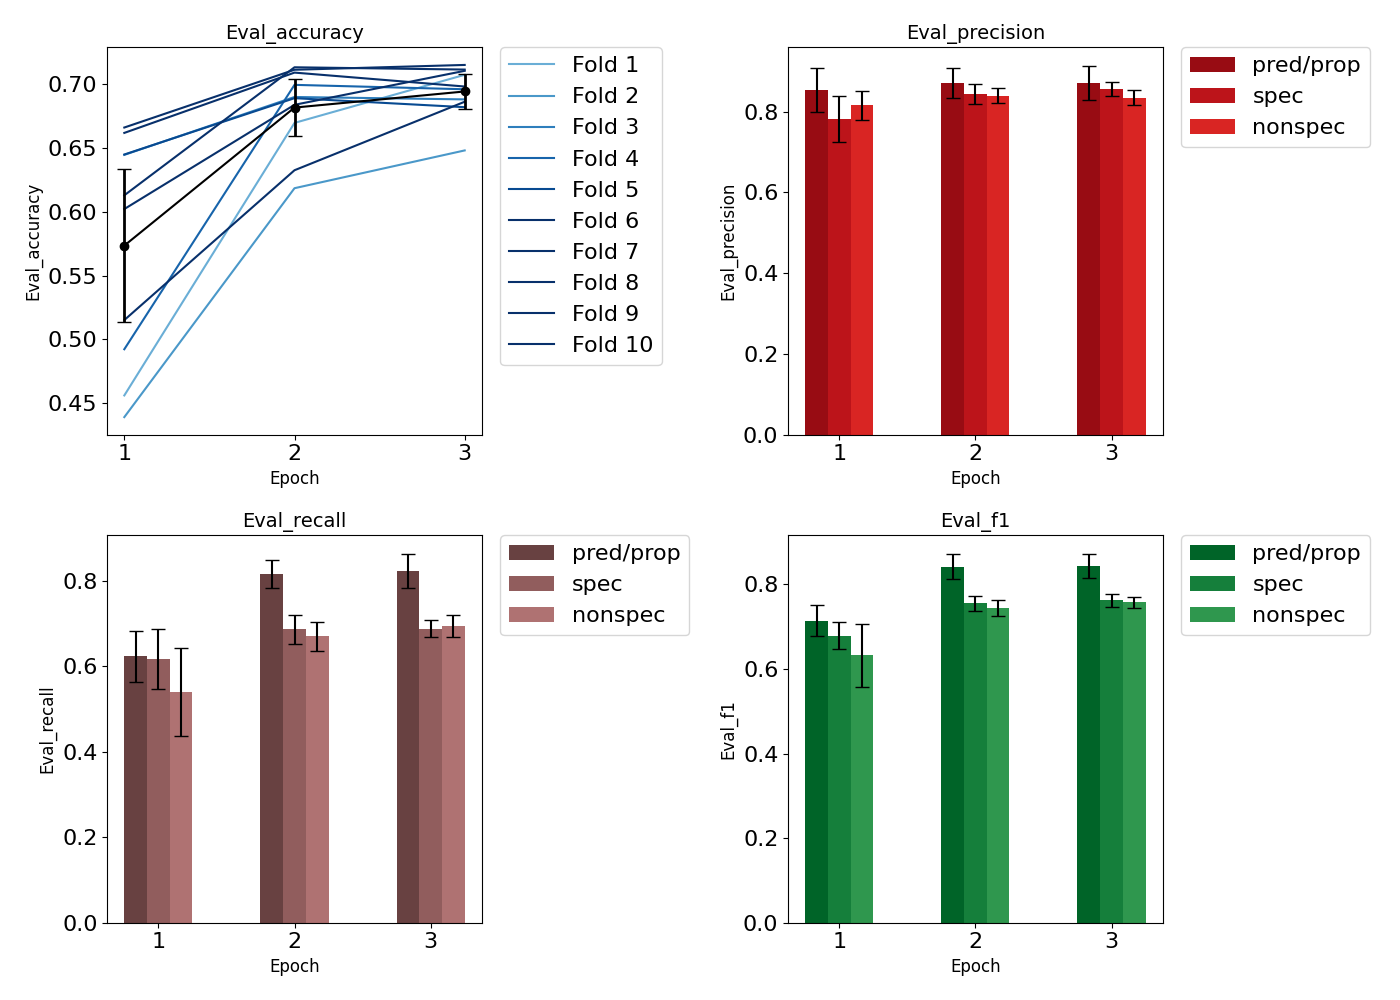 Eval_accuracy
Eval_accuracy
0.70
0.65
0.60
0.55
0.50
0.45
1
2
3
Epoch
Fold 1
Fold 2
Fold 3
Fold 4
Fold 5
Fold 6
Fold 7
Fold 8
Fold 9
Fold 10
Eval_precision
Eval_precision
0.8
0.6
0.4
0.2
0.0
1
2
3
Epoch
pred/prop
spec
nonspec
Eval_recall
Eval_recall
0.8
0.6
0.4
0.2
0.0
1
2
3
Epoch
pred/prop
spec
nonspec
Eval_f1
Eval_f1
0.8
0.6
0.4
0.2
0.0
1
2
3
Epoch
pred/prop
spec
nonspec